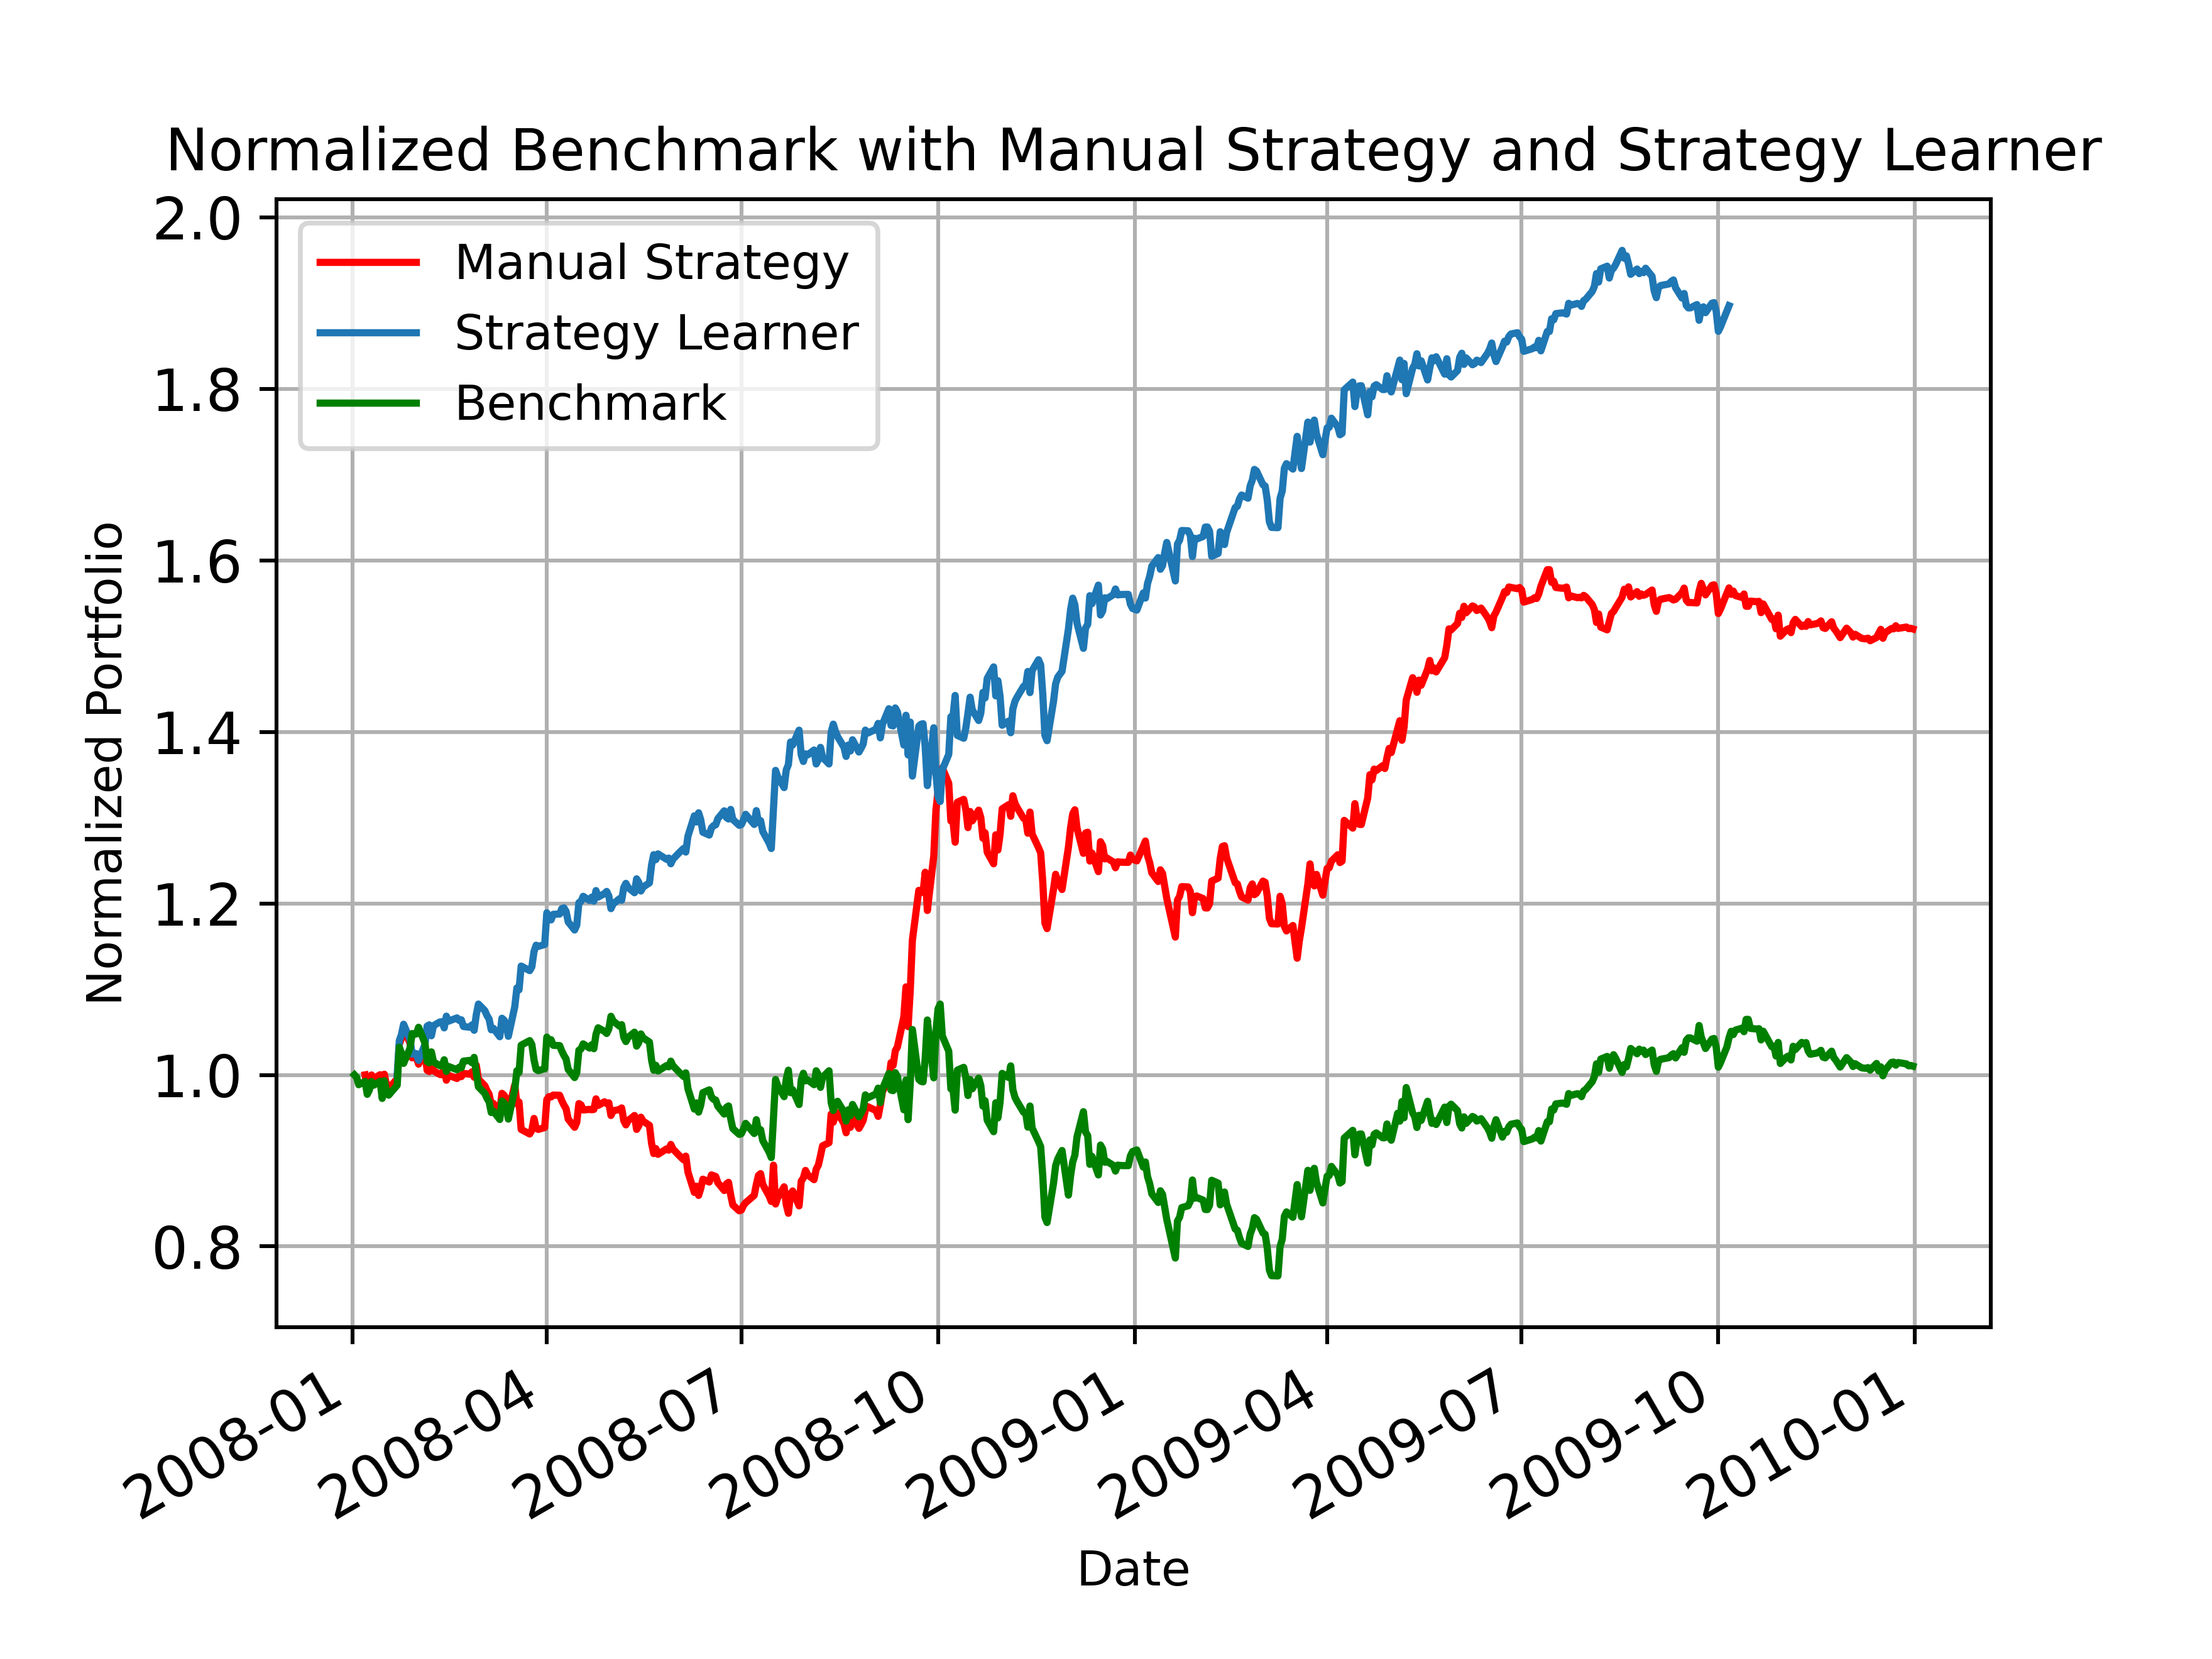 Normalized Benchmark with Manual Strategy and Strategy Learner
2.0
1.8
1.6
1.4
1.2
1.0
0.8
Normalized Portfolio
Manual Strategy
Strategy Learner
Benchmark
2008-01
2008-04
2008-07
2008-10
2009-01
2009-04
2009-07
2009-10
2010-01
Date